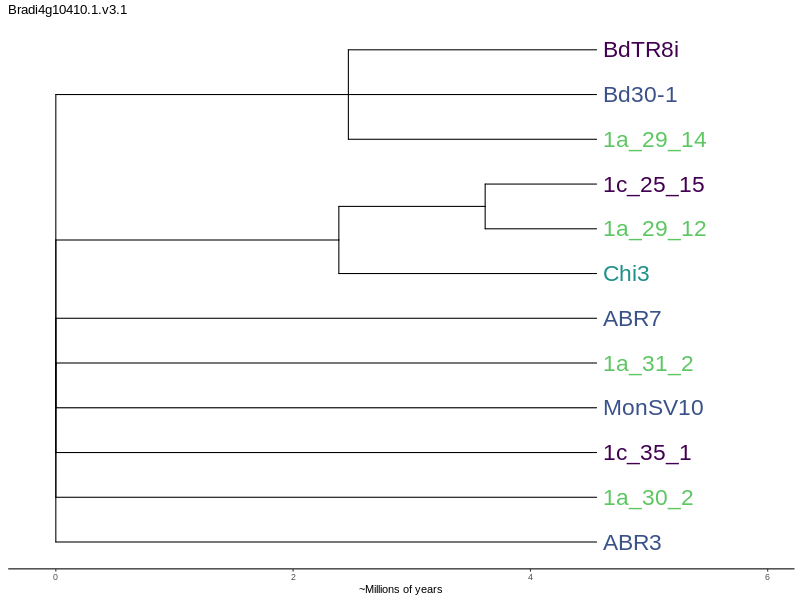 Bradi4g10410.1.v3.1
BdTR8i
Bd30-1
1a_29_14
1c_25_15
1a_29_12
Chi3
ABR7
1a_31_2
MonSV10
1c_35_1
1a_30_2
ABR3
0 2 4 6
~Millions of years